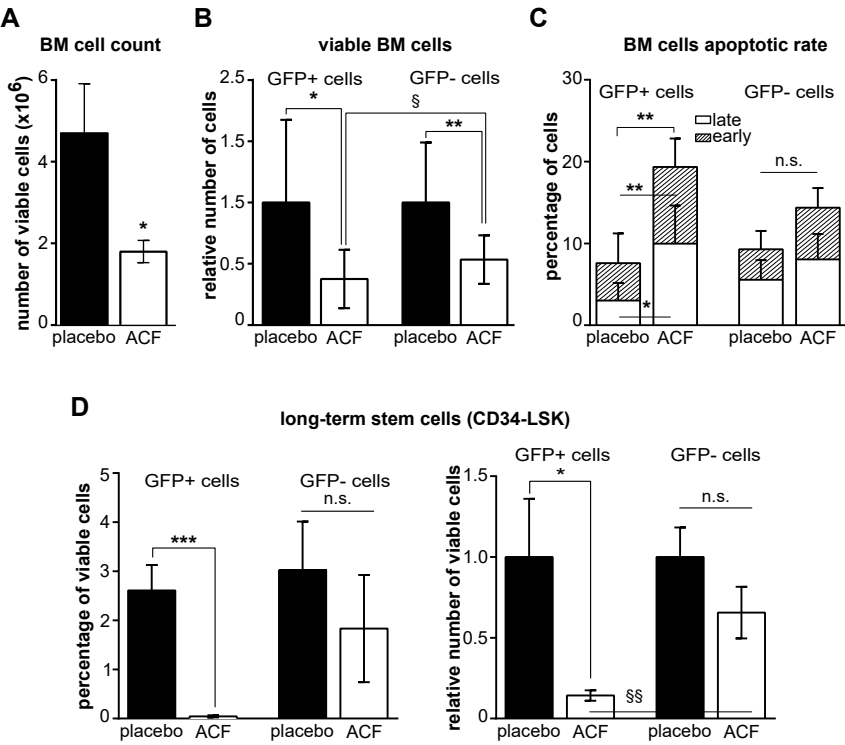 A
BM cell count
number of viable cells (x10⁶)
6
4
2
0
*
placebo ACF
B
viable BM cells
relative number of cells
2.5
1.5
1.5
0.5
0
GFP+ cells GFP- cells
*
§
**
placebo ACF placebo ACF
C
BM cells apoptotic rate
percentage of cells
30
20
10
0
GFP+ cells GFP- cells
late
early
**
**
*
n.s.
placebo ACF placebo ACF
D
long-term stem cells (CD34-LSK)
percentage of viable cells
5
4
3
2
1
0
GFP+ cells GFP- cells
***
n.s.
placebo ACF placebo ACF
relative number of viable cells
1.5
1.0
0.5
0
GFP+ cells GFP- cells
*
n.s.
§§
placebo ACF placebo ACF